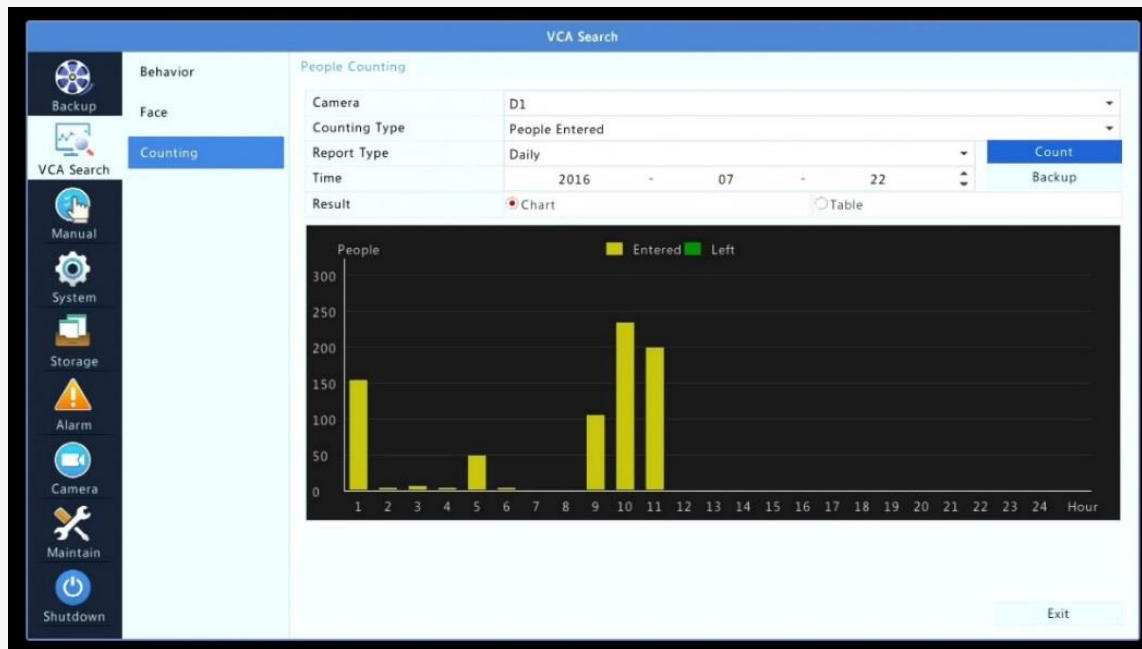 VCA Search
Backup
VCA Search
Manual
System
Storage
Alarm
Camera
Maintain
Shutdown
Behavior
Face
Counting
People Counting
Camera D1
Counting Type People Entered
Report Type Daily Count
Time 2016 - 07 - 22 Backup
Result Chart Table
People Entered Left
300
250
200
150
100
50
0
1 2 3 4 5 6 7 8 9 10 11 12 13 14 15 16 17 18 19 20 21 22 23 24 Hour
Exit